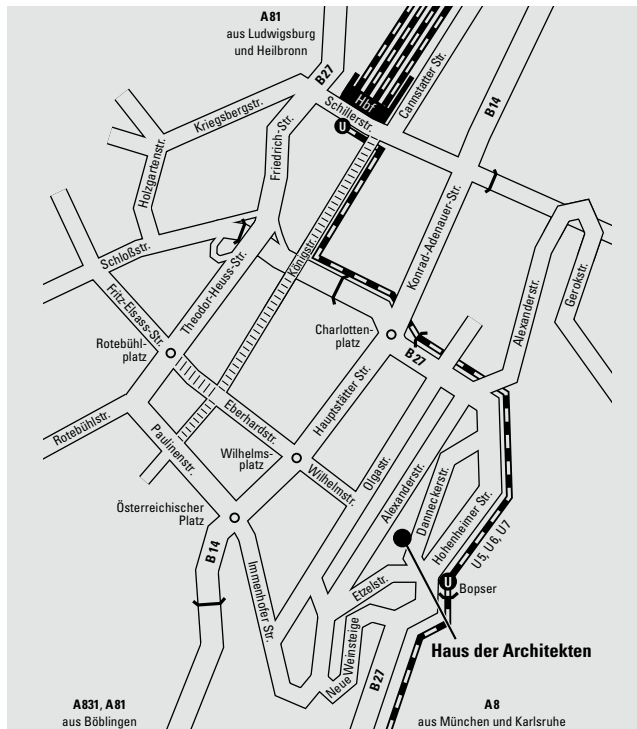 A81
aus Ludwigsburg
und Heilbronn
B27
Hbf
Cannstatter Str.
B14
Schillerstr.
U
Kriegsbergstr.
Friedrich-Str.
Holzgartenstr.
Konrad-Adenauer-Str.
Königstr.
Schloßstr.
Theodor-Heuss-Str.
Fritz-Elsass-Str.
Alexanderstr.
Gerokstr.
Charlotten-
platz
Rotebühl-
platz
B27
Hauptstätter Str.
Eberhardstr.
Rotebühlstr.
Paulinenstr.
Wilhelms-
platz
Wilhelmstr.
Olgastr.
Alexanderstr.
Danneckerstr.
Hohenheimer Str.
U5, U6, U7
Österreichischer
Platz
B14
Immenhofer Str.
Etzelstr.
U
Bopser
Neue Weinsteige
Haus der Architekten
B27
A831, A81
aus Böblingen
A8
aus München und Karlsruhe